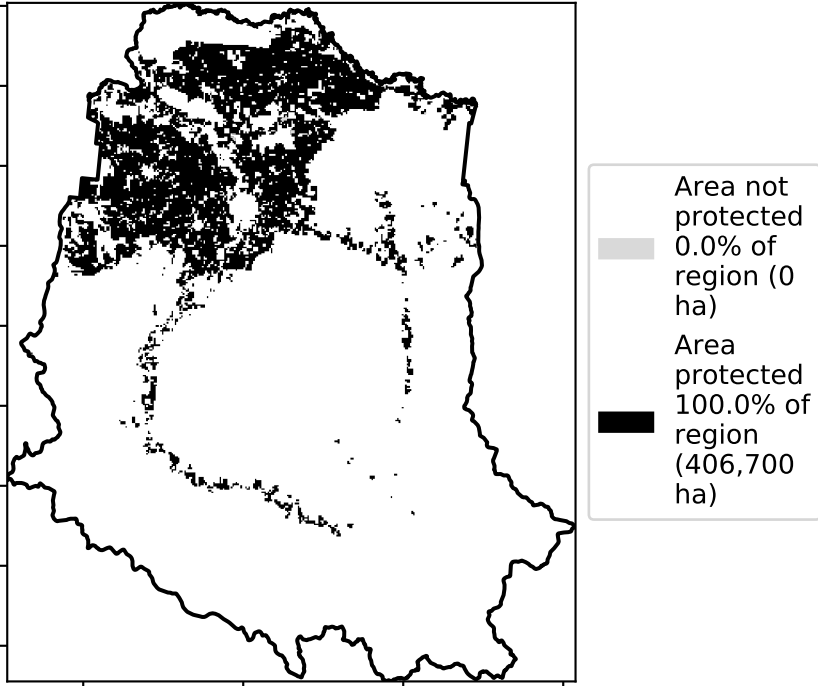 Area not
protected
0.0% of
region (0
ha)
Area
protected
100.0% of
region
(406,700
ha)